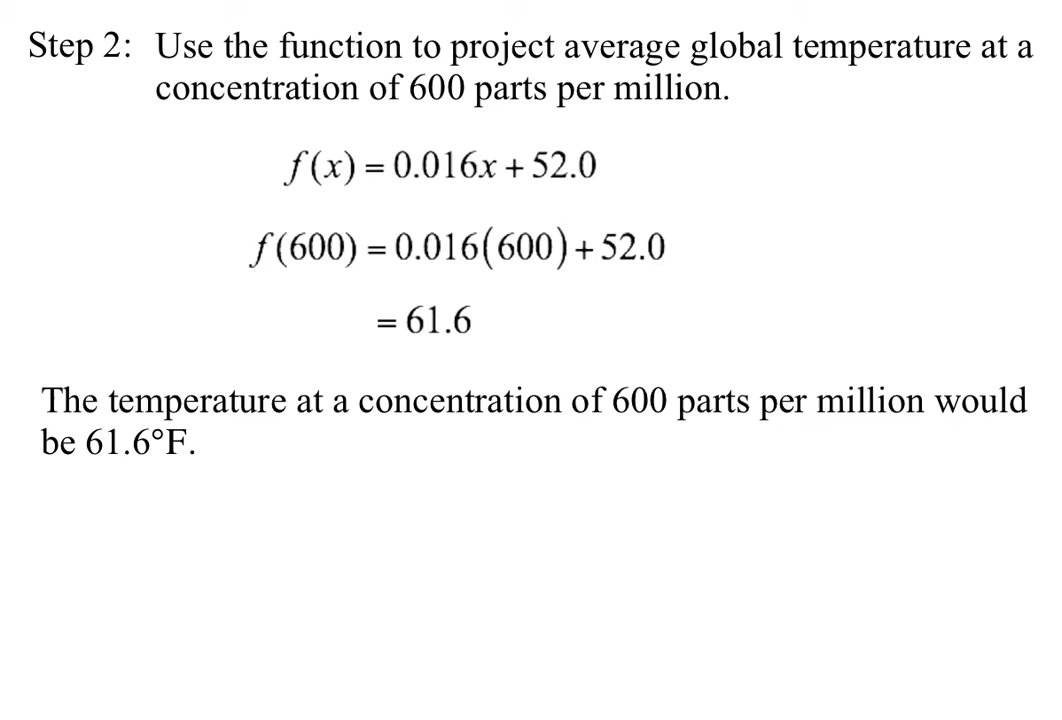 Step 2: Use the function to project average global temperature at a
concentration of 600 parts per million.
f(x) = 0.016x + 52.0
f(600) = 0.016(600) + 52.0
= 61.6
The temperature at a concentration of 600 parts per million would
be 61.6°F.